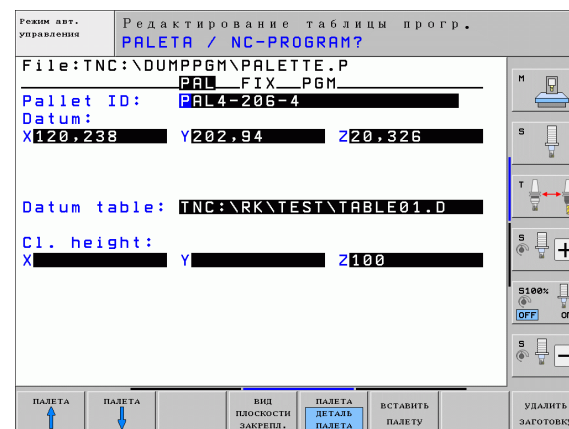 Режим авт.
управления
Редактирование таблицы прогр.
PALETA / NC-PROGRAM?
File:TNC:\DUMPPGM\PALETTE.P
PAL FIX PGM
Pallet ID: PAL4-206-4
Datum:
X120,238 Y202,94 Z20,326
Datum table: TNC:\RK\TEST\TABLE01.D
Cl. height:
X Y Z100
M
S
T
S
+
S100%
OFF
S
-
ПАЛЕТА
ПАЛЕТА
ВИД
ПЛОСКОСТИ
ЗАКРЕПЛ.
ПАЛЕТА
ДЕТАЛЬ
ПАЛЕТА
ВСТАВИТЬ
ПАЛЕТУ
УДАЛИТЬ
ЗАГОТОВКУ